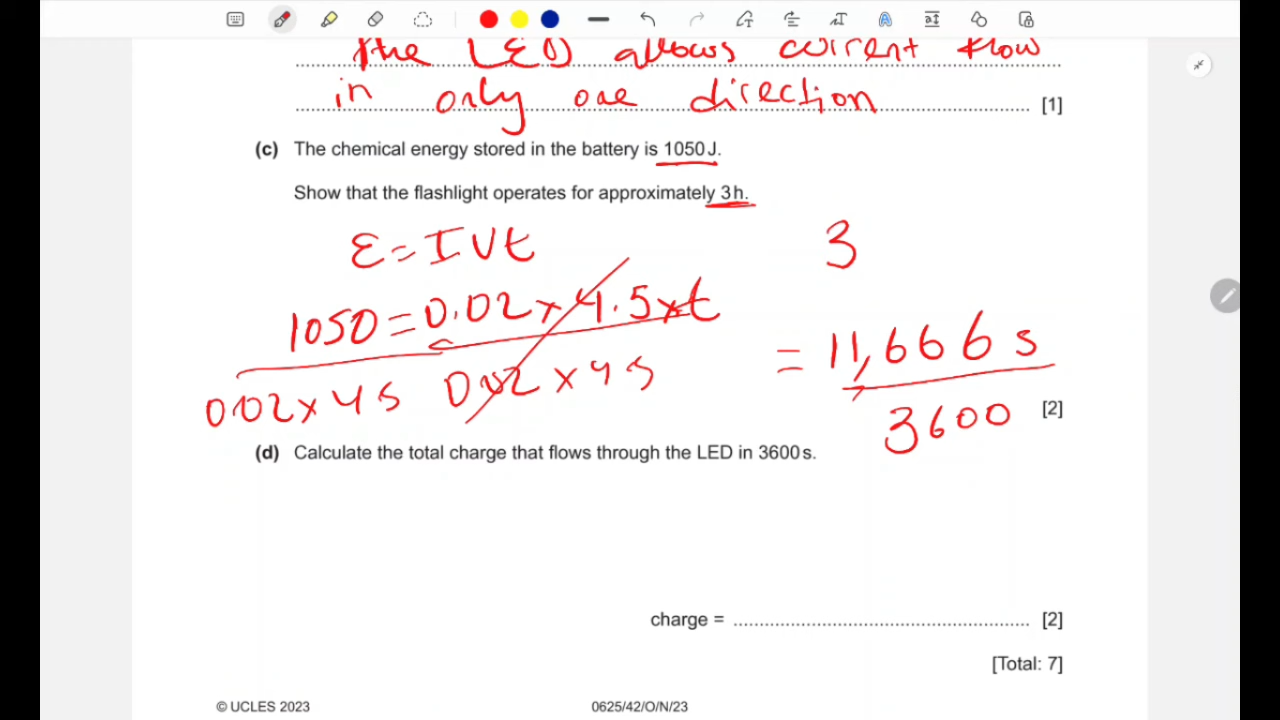 the LED allows current flow
in only one direction [1]
(c) The chemical energy stored in the battery is 1050 J.
Show that the flashlight operates for approximately 3 h.
E = IVt 3
1050 = 0.02 x 4.5 x t
0.02 x 4 5 0.02 x 4 5 = 11,666 s
3600 [2]
(d) Calculate the total charge that flows through the LED in 3600 s.
charge = ........................................................ [2]
[Total: 7]
© UCLES 2023 0625/42/O/N/23